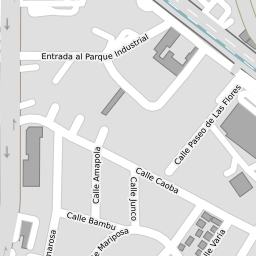 Entrada al Parque Industrial
Calle Paseo de Las Flores
Calle Amapola
Calle Caoba
Calle Junco
Calle Bambu
Mariposa
Calle Varia
marosa